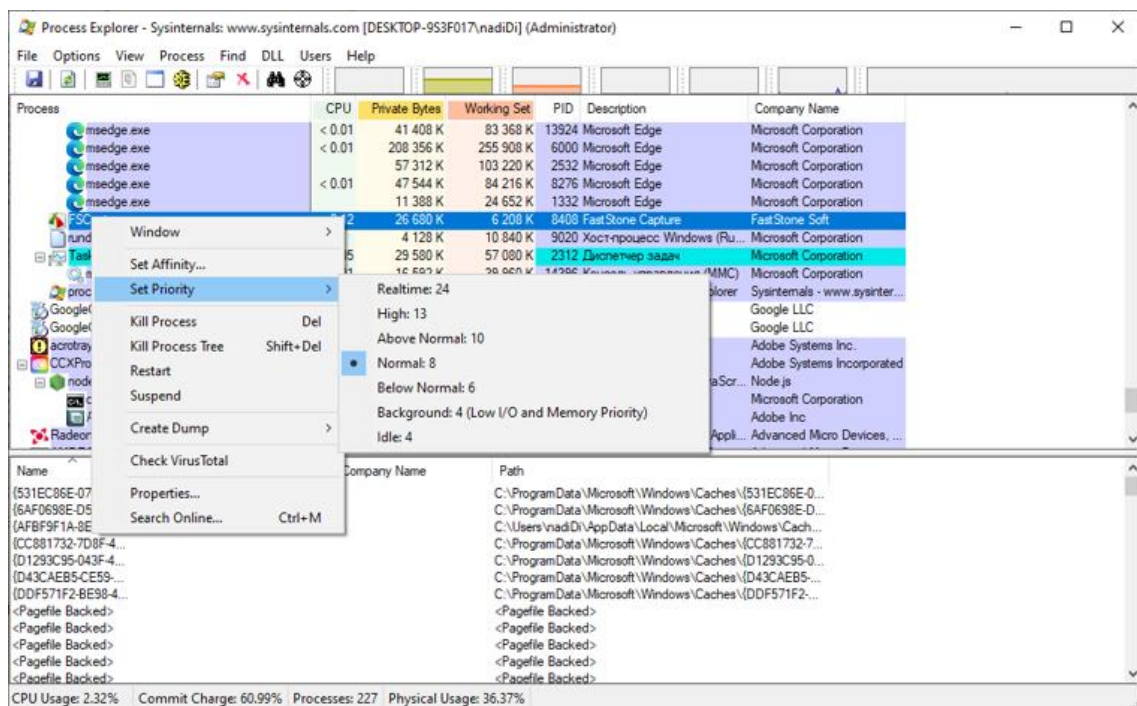 Process Explorer - Sysinternals: www.sysinternals.com [DESKTOP-9S3F017\nadiDi] (Administrator)
File Options View Process Find DLL Users Help
Process CPU Private Bytes Working Set PID Description Company Name
msedge.exe < 0.01 41 408 K 83 368 K 13924 Microsoft Edge Microsoft Corporation
msedge.exe < 0.01 208 356 K 255 908 K 6000 Microsoft Edge Microsoft Corporation
msedge.exe 57 312 K 103 220 K 2532 Microsoft Edge Microsoft Corporation
msedge.exe < 0.01 47 544 K 84 216 K 8276 Microsoft Edge Microsoft Corporation
msedge.exe 11 388 K 24 652 K 1332 Microsoft Edge Microsoft Corporation
26 680 K 6 208 K 8408 FastStone Capture FastStone Soft
4 128 K 10 840 K 9020 Хост-процесс Windows (Ru... Microsoft Corporation
29 580 K 57 080 K 2312 Диспетчер задач Microsoft Corporation
(MMC) Microsoft Corporation
Sysinternals - www.sysinter...
Google LLC
Google LLC
acrotray Adobe Systems Inc.
CCXPro Adobe Systems Incorporated
node aScr... Node.js
Microsoft Corporation
Adobe Inc
Radeon Appli... Advanced Micro Devices, ...
Window
Set Affinity...
Set Priority
Kill Process Del
Kill Process Tree Shift+Del
Restart
Suspend
Create Dump
Check VirusTotal
Properties...
Search Online... Ctrl+M
Realtime: 24
High: 13
Above Normal: 10
Normal: 8
Below Normal: 6
Background: 4 (Low I/O and Memory Priority)
Idle: 4
Name Company Name Path
{531EC86E-07 C:\ProgramData\Microsoft\Windows\Caches\{531EC86E-0...
{6AF0698E-D5 C:\ProgramData\Microsoft\Windows\Caches\{6AF0698E-D...
{AFBF9F1A-8E C:\Users\nadiDi\AppData\Local\Microsoft\Windows\Cach...
{CC881732-7D8F-4... C:\ProgramData\Microsoft\Windows\Caches\{CC881732-7...
{D1293C95-043F-4... C:\ProgramData\Microsoft\Windows\Caches\{D1293C95-0...
{D43CAEB5-CE59-... C:\ProgramData\Microsoft\Windows\Caches\{D43CAEB5-...
{DDF571F2-BE98-4... C:\ProgramData\Microsoft\Windows\Caches\{DDF571F2-...
<Pagefile Backed> <Pagefile Backed>
<Pagefile Backed> <Pagefile Backed>
<Pagefile Backed> <Pagefile Backed>
<Pagefile Backed> <Pagefile Backed>
<Pagefile Backed> <Pagefile Backed>
CPU Usage: 2.32% Commit Charge: 60.99% Processes: 227 Physical Usage: 36.37%